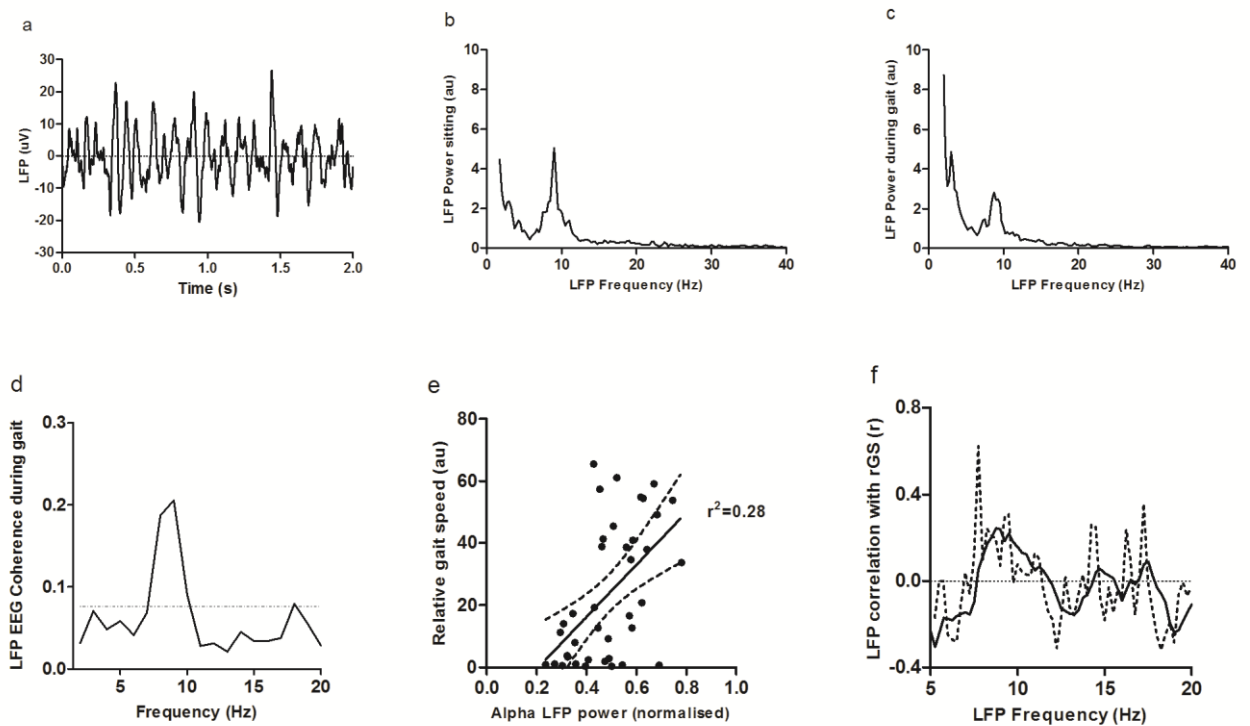 a
LFP (uV)
30
20
10
0
-10
-20
-30
0.0 0.5 1.0 1.5 2.0
Time (s)
b
LFP Power sitting (au)
10
8
6
4
2
0
0 10 20 30 40
LFP Frequency (Hz)
c
LFP Power during gait (au)
10
8
6
4
2
0
0 10 20 30 40
LFP Frequency (Hz)
d
LFP EEG Coherence during gait
0.3
0.2
0.1
0.0
5 10 15 20
Frequency (Hz)
e
Relative gait speed (au)
80
60
40
20
0
r²=0.28
0.0 0.2 0.4 0.6 0.8 1.0
Alpha LFP power (normalised)
f
LFP correlation with rGS (r)
0.8
0.4
0.0
-0.4
5 10 15 20
LFP Frequency (Hz)